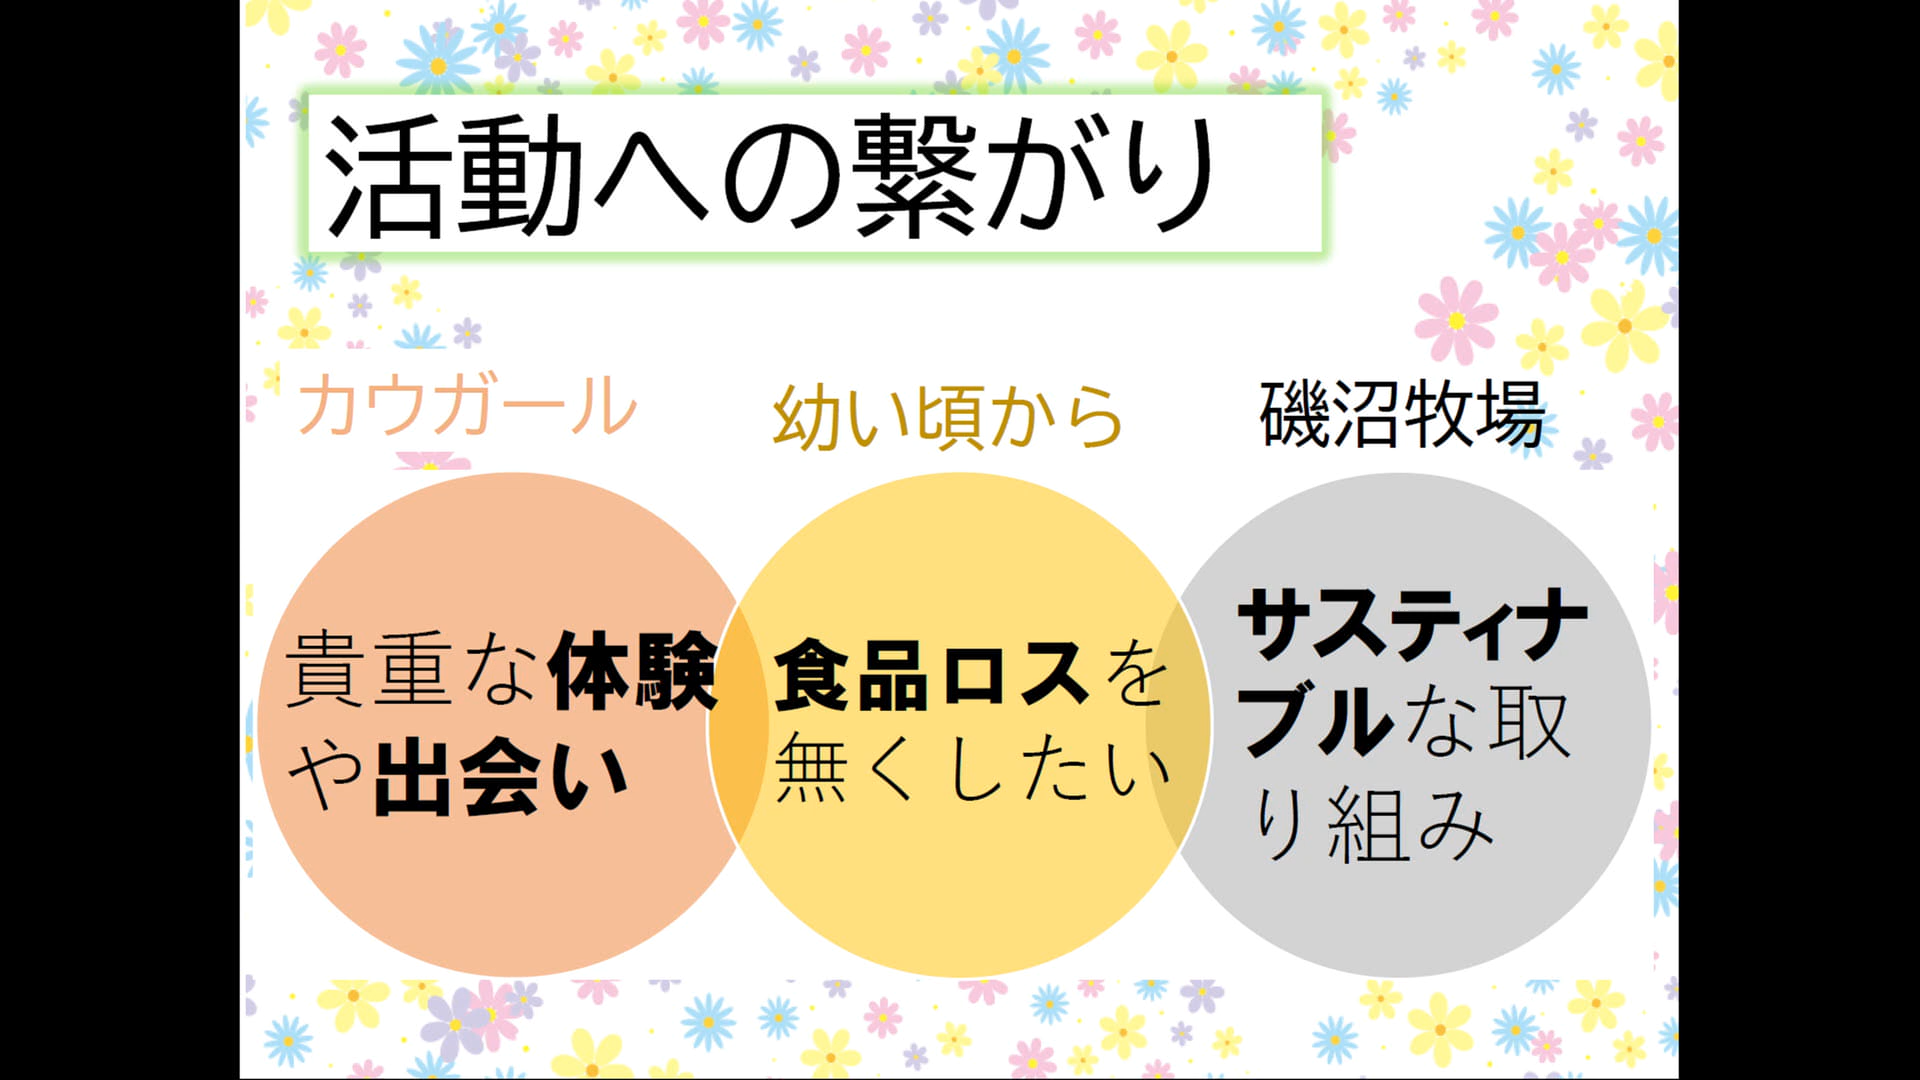 活動への繋がり
カウガール
幼い頃から
磯沼牧場
貴重な体験
や出会い
食品ロスを
無くしたい
サスティナ
ブルな取
り組み